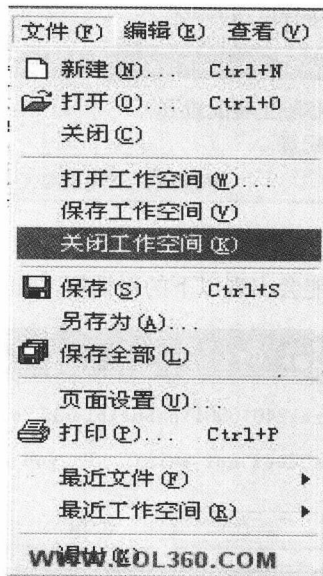 文件(F) 编辑(E) 查看(V)
新建(N)... Ctrl+N
打开(O)... Ctrl+O
关闭(C)
打开工作空间(W)...
保存工作空间(V)
关闭工作空间(K)
保存(S) Ctrl+S
另存为(A)...
保存全部(L)
页面设置(U)...
打印(P)... Ctrl+P
最近文件(F)
最近工作空间(R)
WWW.EOL360.COM